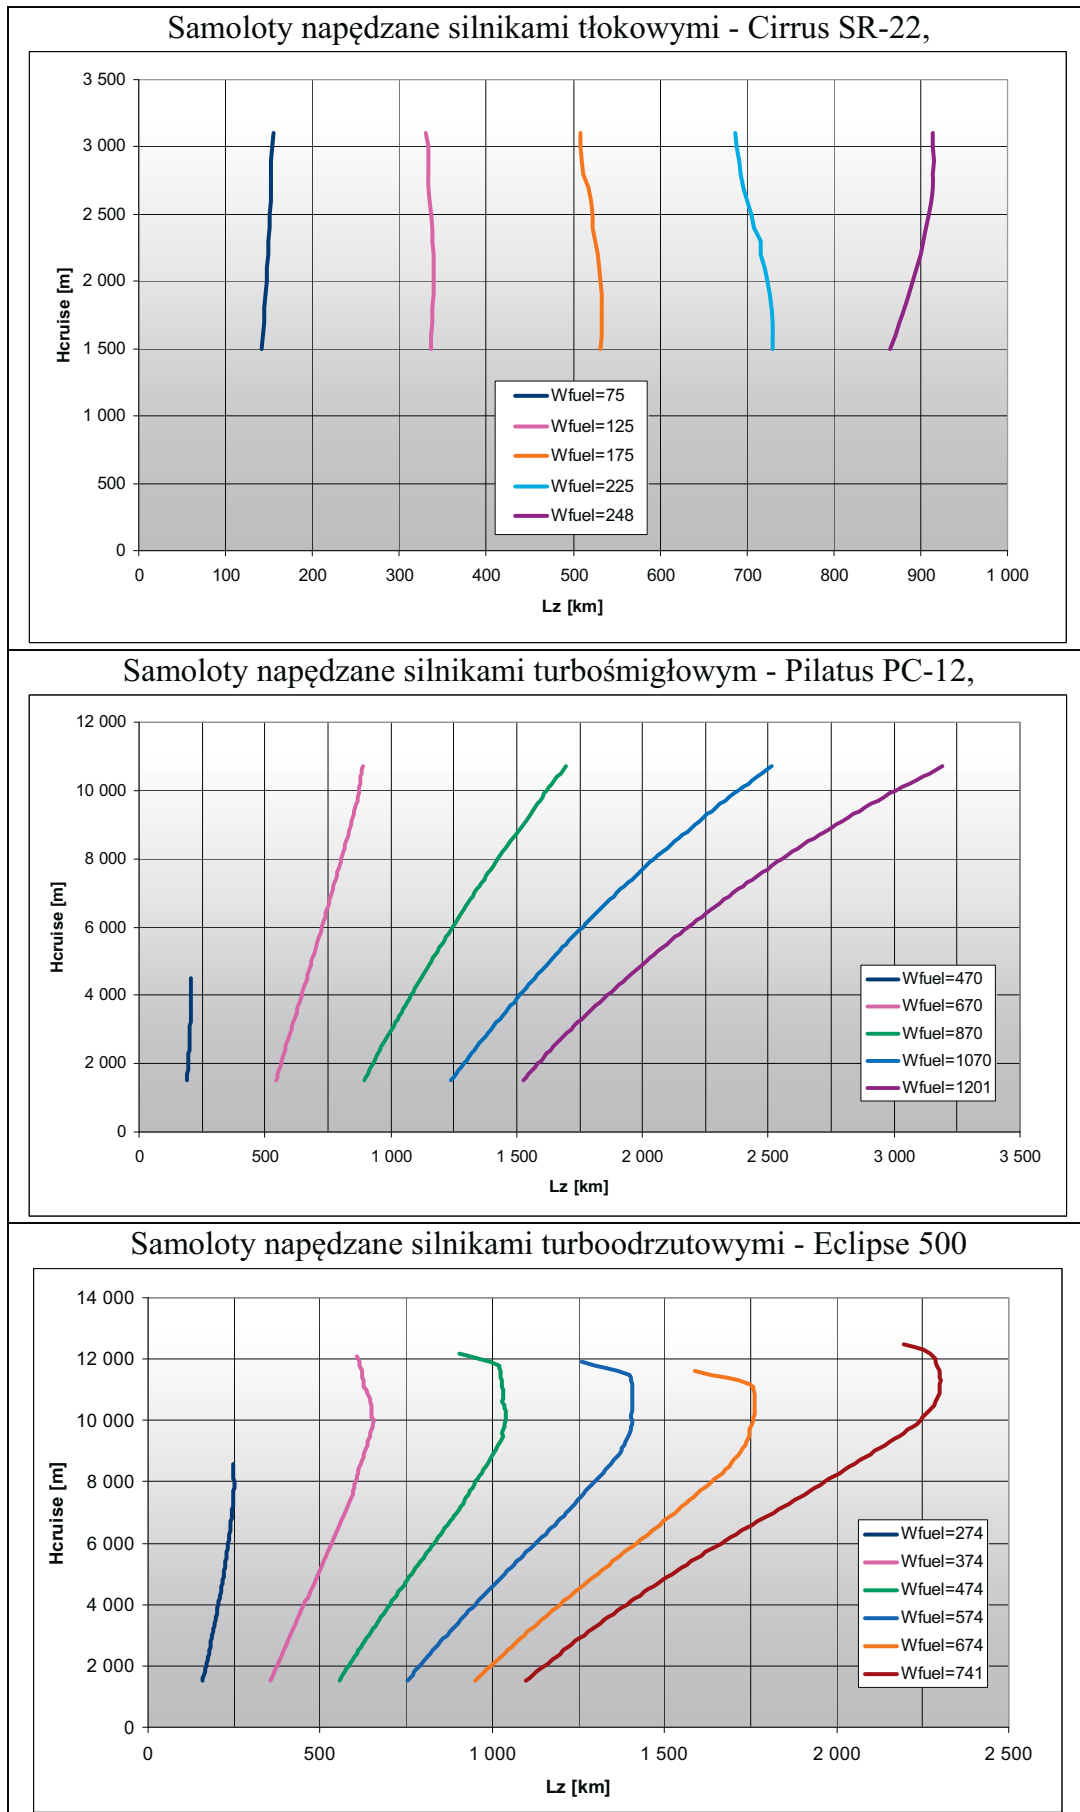 Samoloty napędzane silnikami tłokowymi - Cirrus SR-22,
3 500
3 000
2 500
2 000
1 500
1 000
500
0
Hcruise [m]
0 100 200 300 400 500 600 700 800 900 1 000
Lz [km]
Wfuel=75
Wfuel=125
Wfuel=175
Wfuel=225
Wfuel=248
Samoloty napędzane silnikami turbośmigłowym - Pilatus PC-12,
12 000
10 000
8 000
6 000
4 000
2 000
0
Hcruise [m]
0 500 1 000 1 500 2 000 2 500 3 000 3 500
Lz [km]
Wfuel=470
Wfuel=670
Wfuel=870
Wfuel=1070
Wfuel=1201
Samoloty napędzane silnikami turboodrzutowymi - Eclipse 500
14 000
12 000
10 000
8 000
6 000
4 000
2 000
0
Hcruise [m]
0 500 1 000 1 500 2 000 2 500
Lz [km]
Wfuel=274
Wfuel=374
Wfuel=474
Wfuel=574
Wfuel=674
Wfuel=741